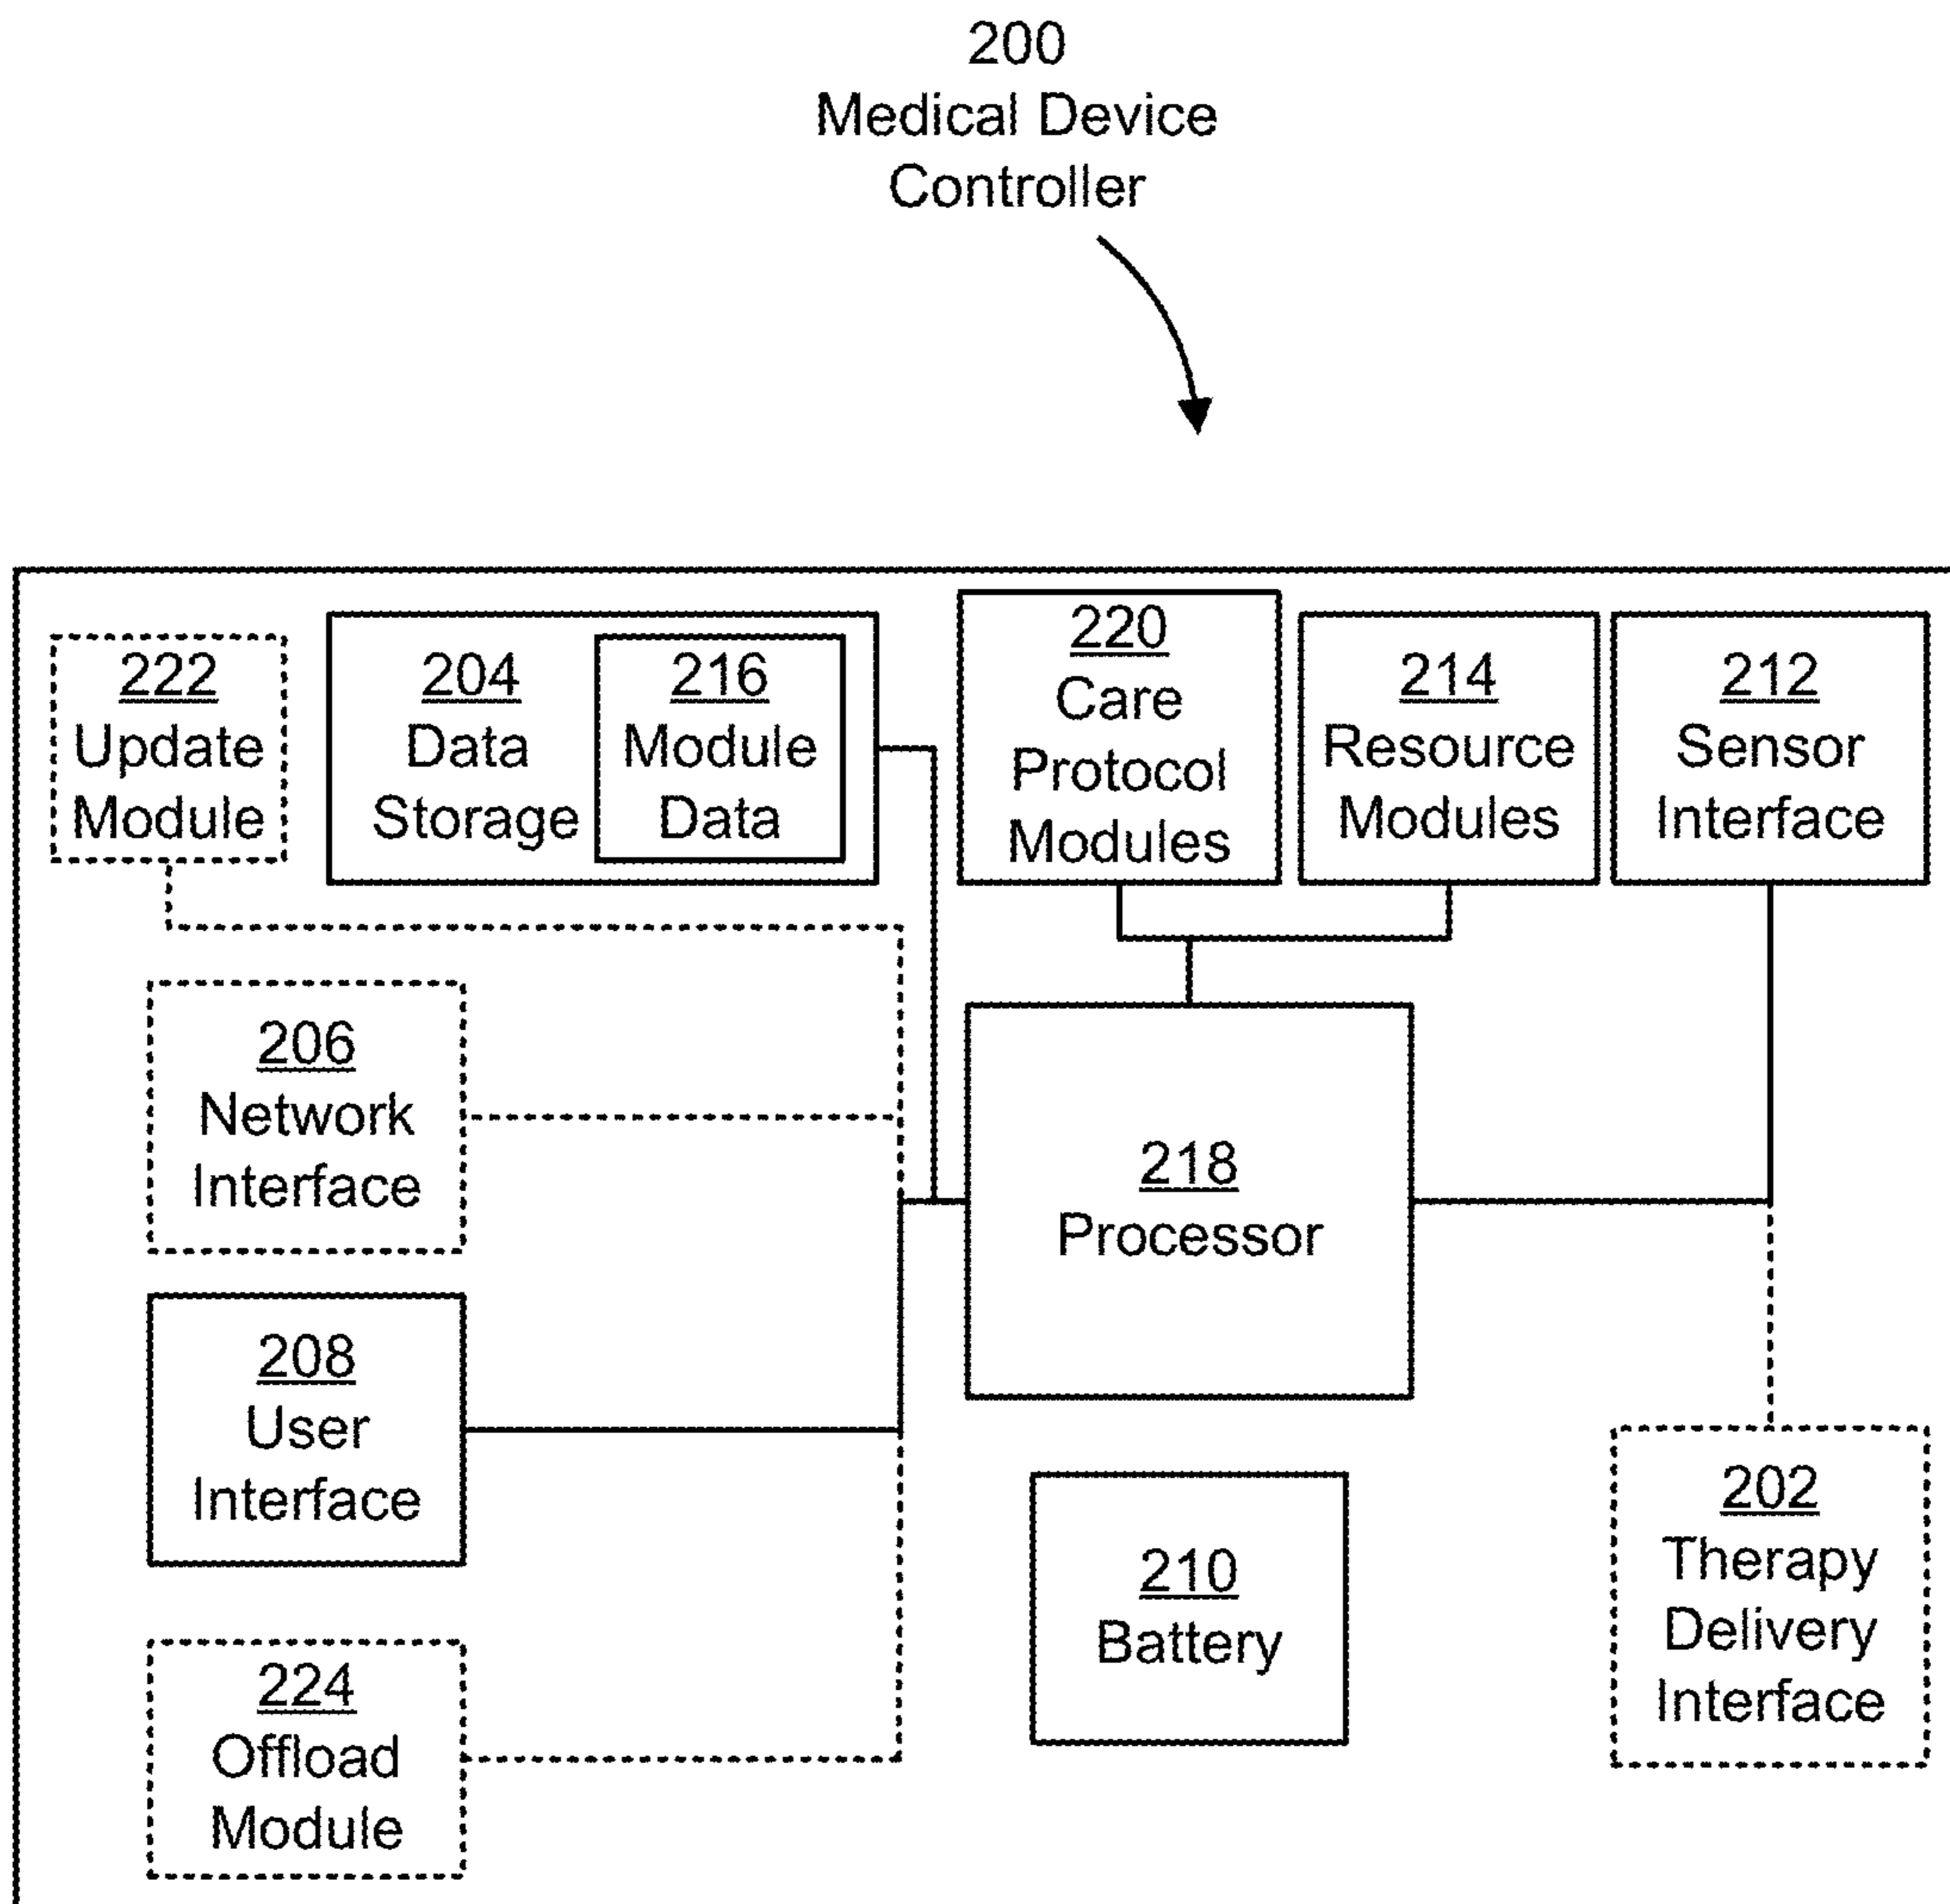 200
Medical Device
Controller
222
Update
Module
204
Data
Storage
216
Module
Data
220
Care
Protocol
Modules
214
Resource
Modules
212
Sensor
Interface
206
Network
Interface
218
Processor
208
User
Interface
210
Battery
202
Therapy
Delivery
Interface
224
Offload
Module